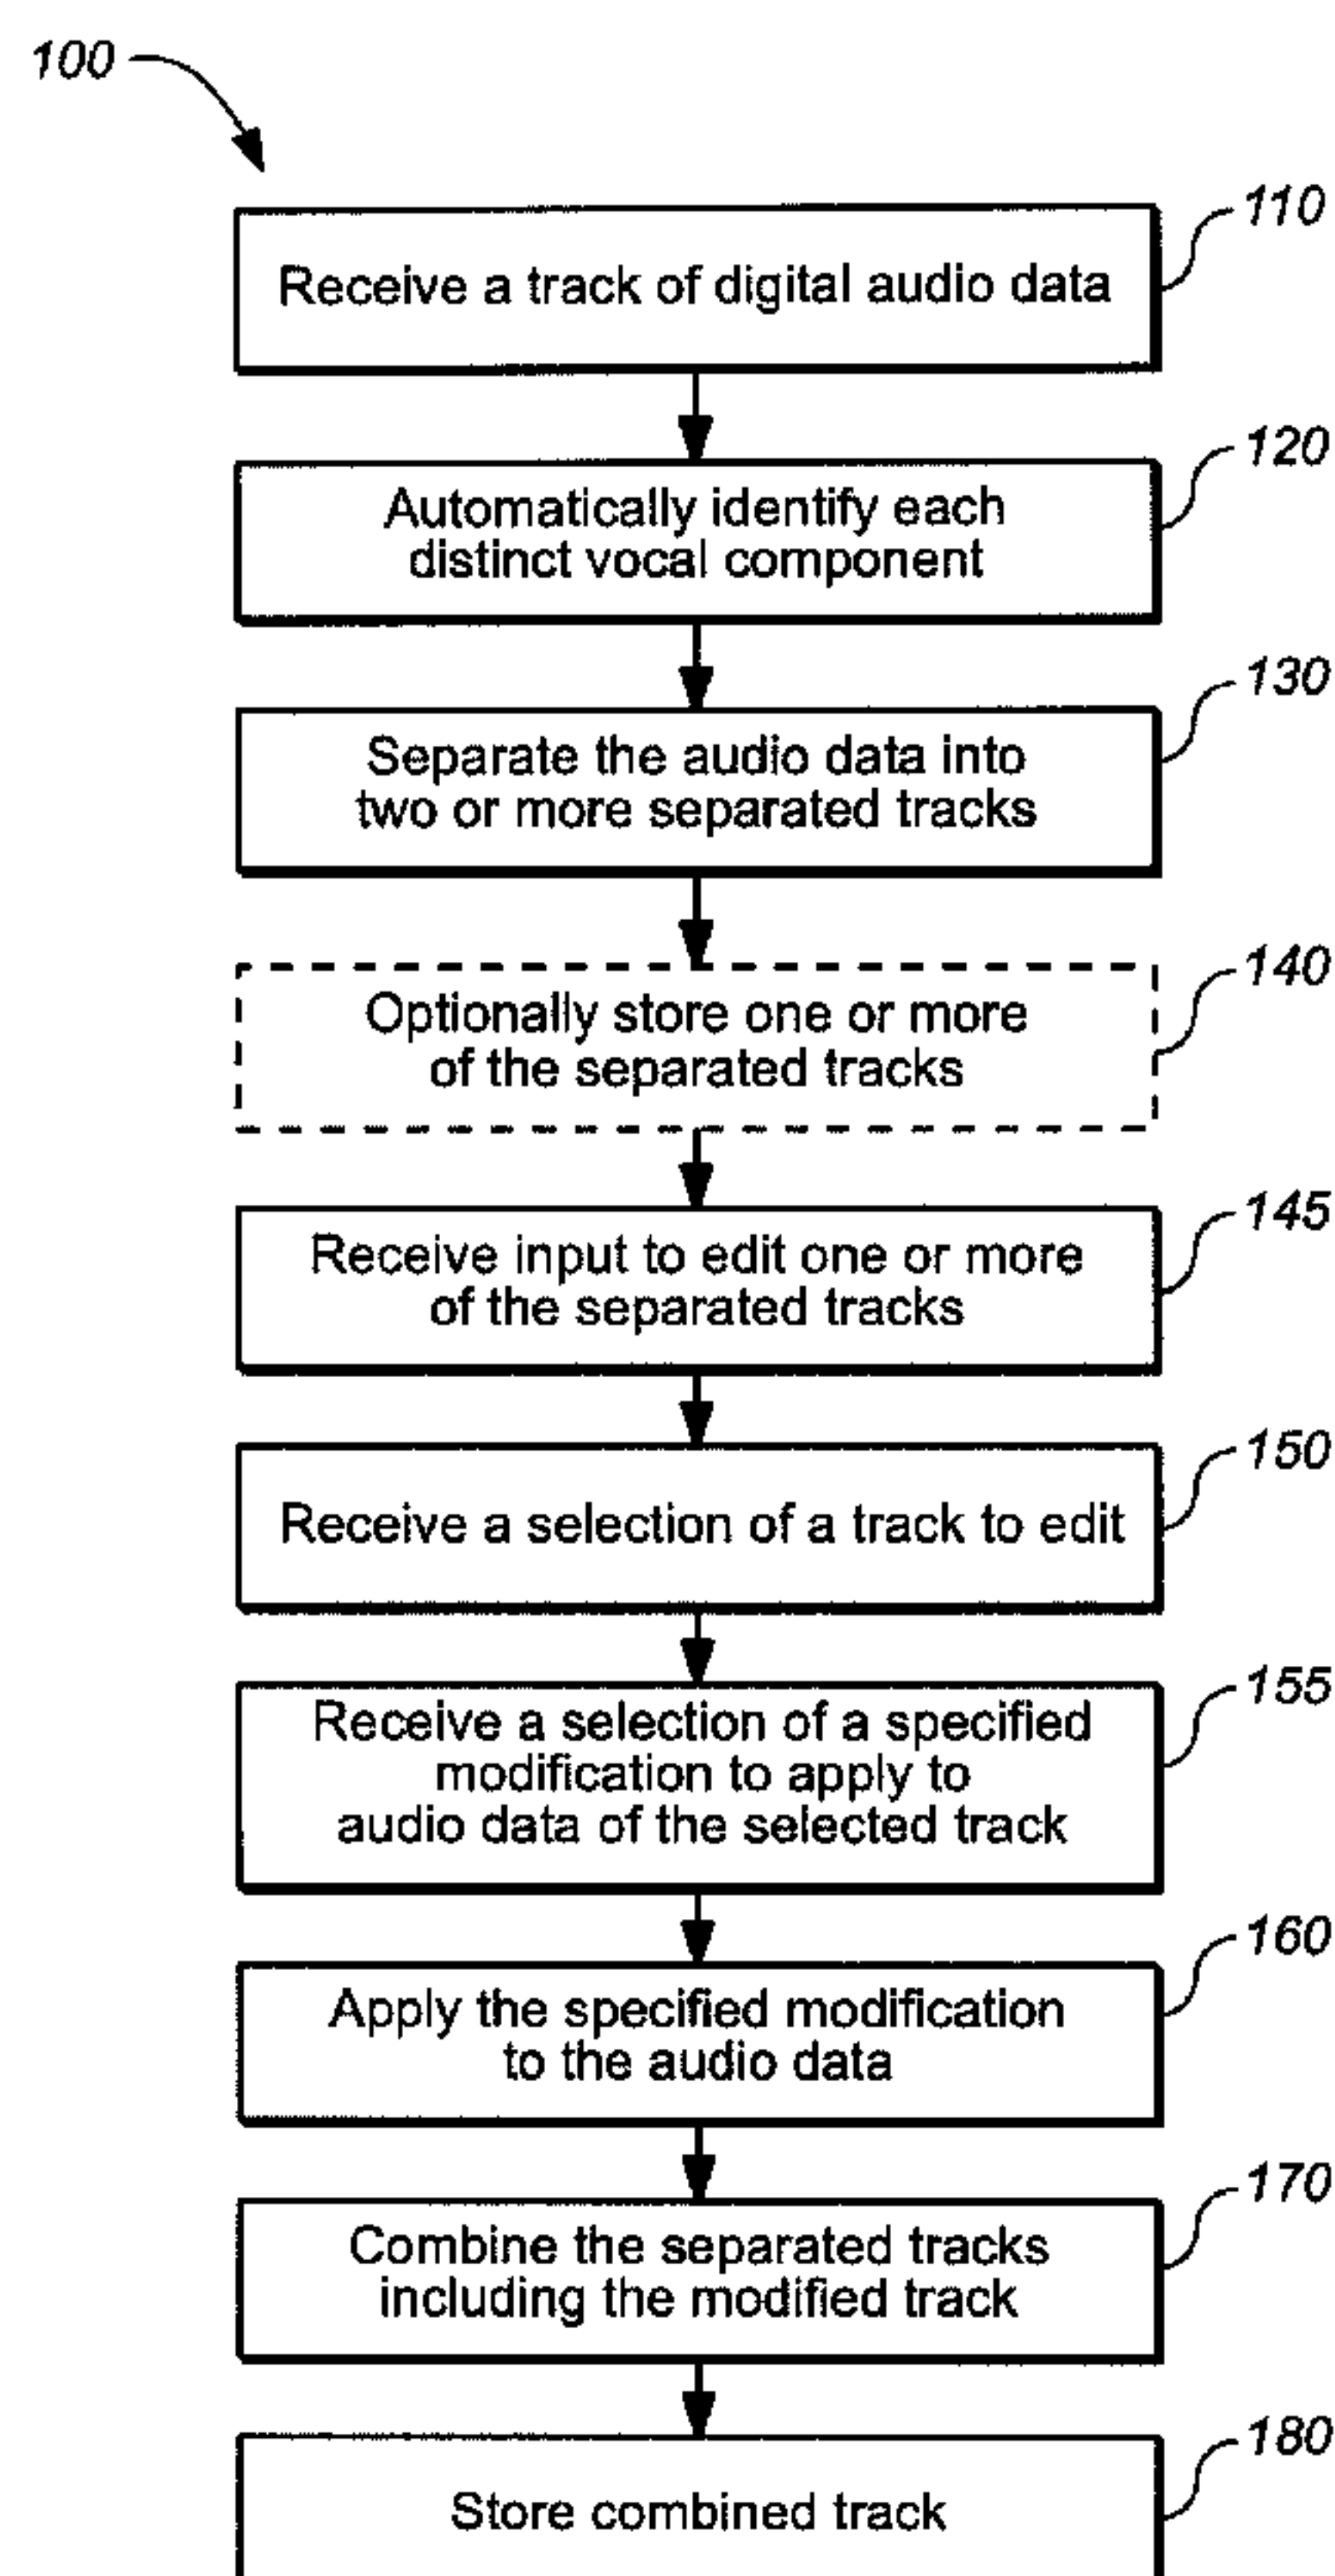 100
110
Receive a track of digital audio data
120
Automatically identify each
distinct vocal component
130
Separate the audio data into
two or more separated tracks
140
Optionally store one or more
of the separated tracks
145
Receive input to edit one or more
of the separated tracks
150
Receive a selection of a track to edit
155
Receive a selection of a specified
modification to apply to
audio data of the selected track
160
Apply the specified modification
to the audio data
170
Combine the separated tracks
including the modified track
180
Store combined track